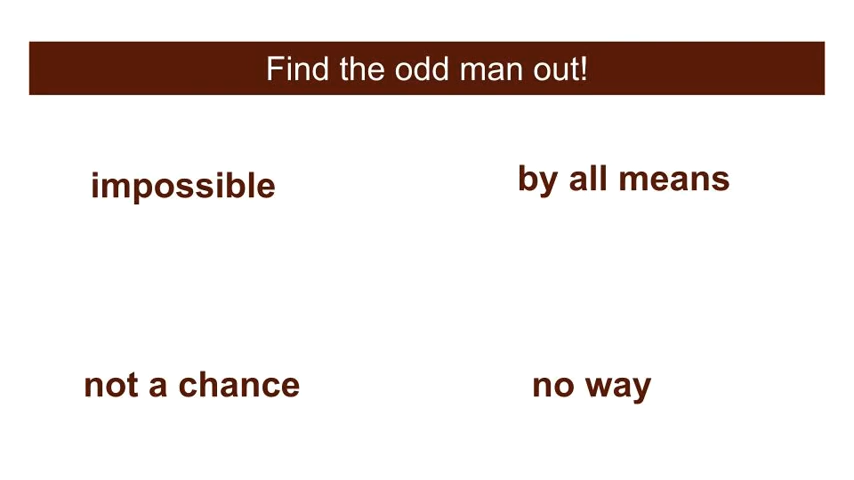 Find the odd man out!
impossible
by all means
not a chance
no way